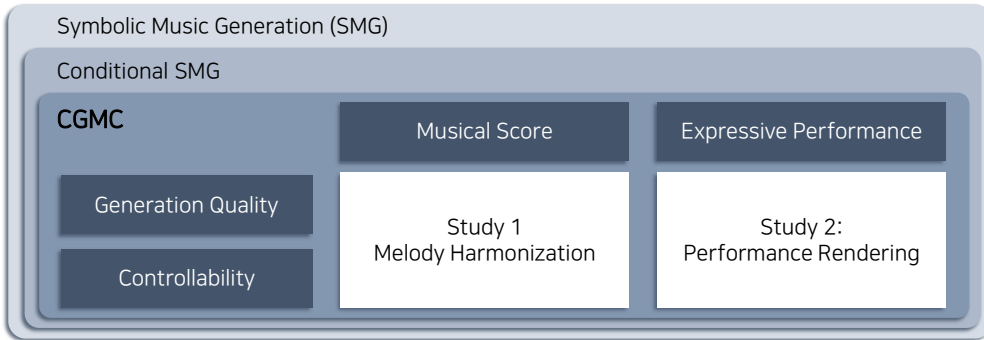 Symbolic Music Generation (SMG)
Conditional SMG
CGMC
Musical Score
Expressive Performance
Generation Quality
Controllability
Study 1
Melody Harmonization
Study 2:
Performance Rendering